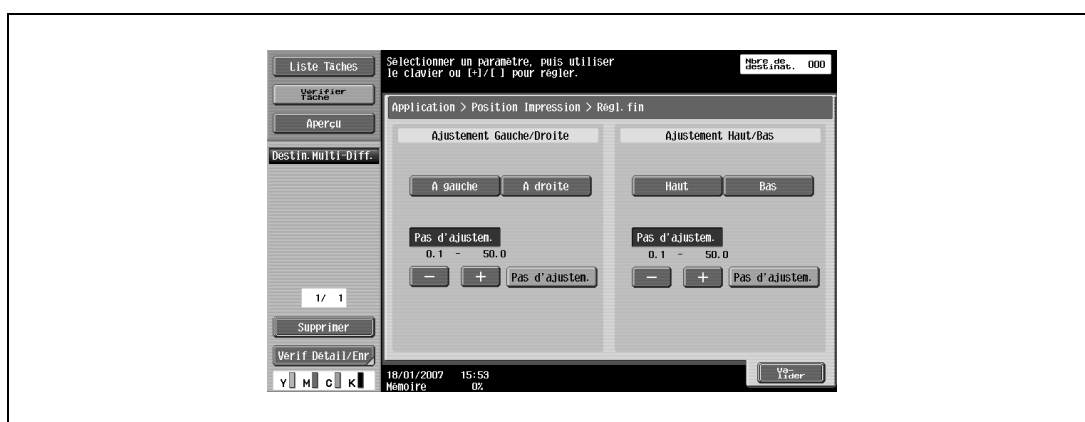 Liste Tâches
Vérifier
Tâche
Aperçu
Destin.Multi-Diff.
1/ 1
Supprimer
Vérif Détail/Enr
Y M C K
Sélectionner un paramètre, puis utiliser
le clavier ou [+]/[ ] pour régler.
Nbre de
destinat. 000
Application > Position Impression > Régl. fin
Ajustement Gauche/Droite
A gauche A droite
Pas d'ajustem.
0.1 - 50.0
− + Pas d'ajustem.
Ajustement Haut/Bas
Haut Bas
Pas d'ajustem.
0.1 - 50.0
− + Pas d'ajustem.
18/01/2007 15:53
Mémoire 0%
Va-
lider